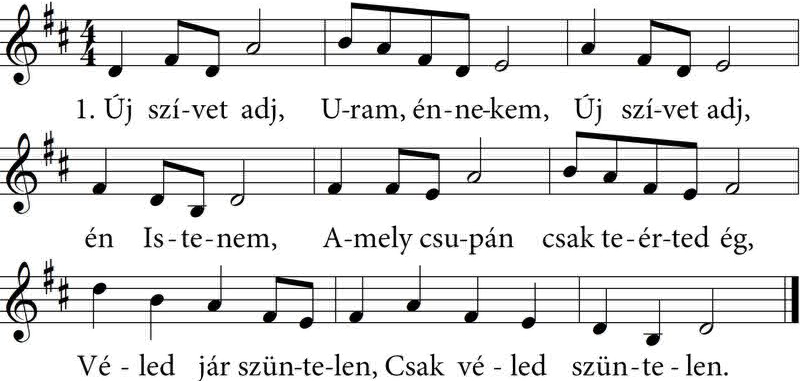 1. Új szí-vet adj, U-ram, én-ne-kem, Új szí-vet adj,
én Is-te-nem, A-mely csu-pán csak te-ér-ted ég,
Vé-led jár szün-te-len, Csak vé-led szün-te-len.